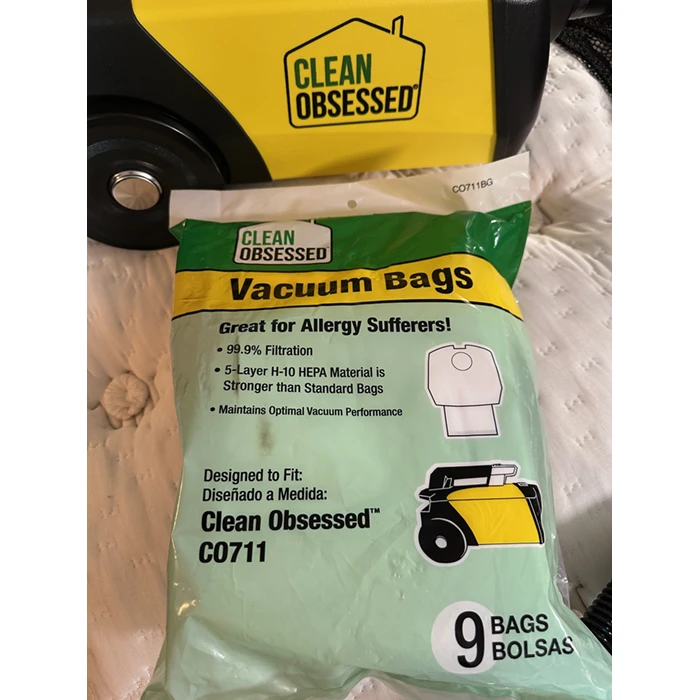 CLEAN
OBSESSED®
CO711BG
CLEAN
OBSESSED™
Vacuum Bags
Great for Allergy Sufferers!
• 99.9% Filtration
• 5-Layer H-10 HEPA Material is
Stronger than Standard Bags
• Maintains Optimal Vacuum Performance
Designed to Fit:
Diseñado a Medida:
Clean Obsessed™
CO711
9 BAGS
BOLSAS